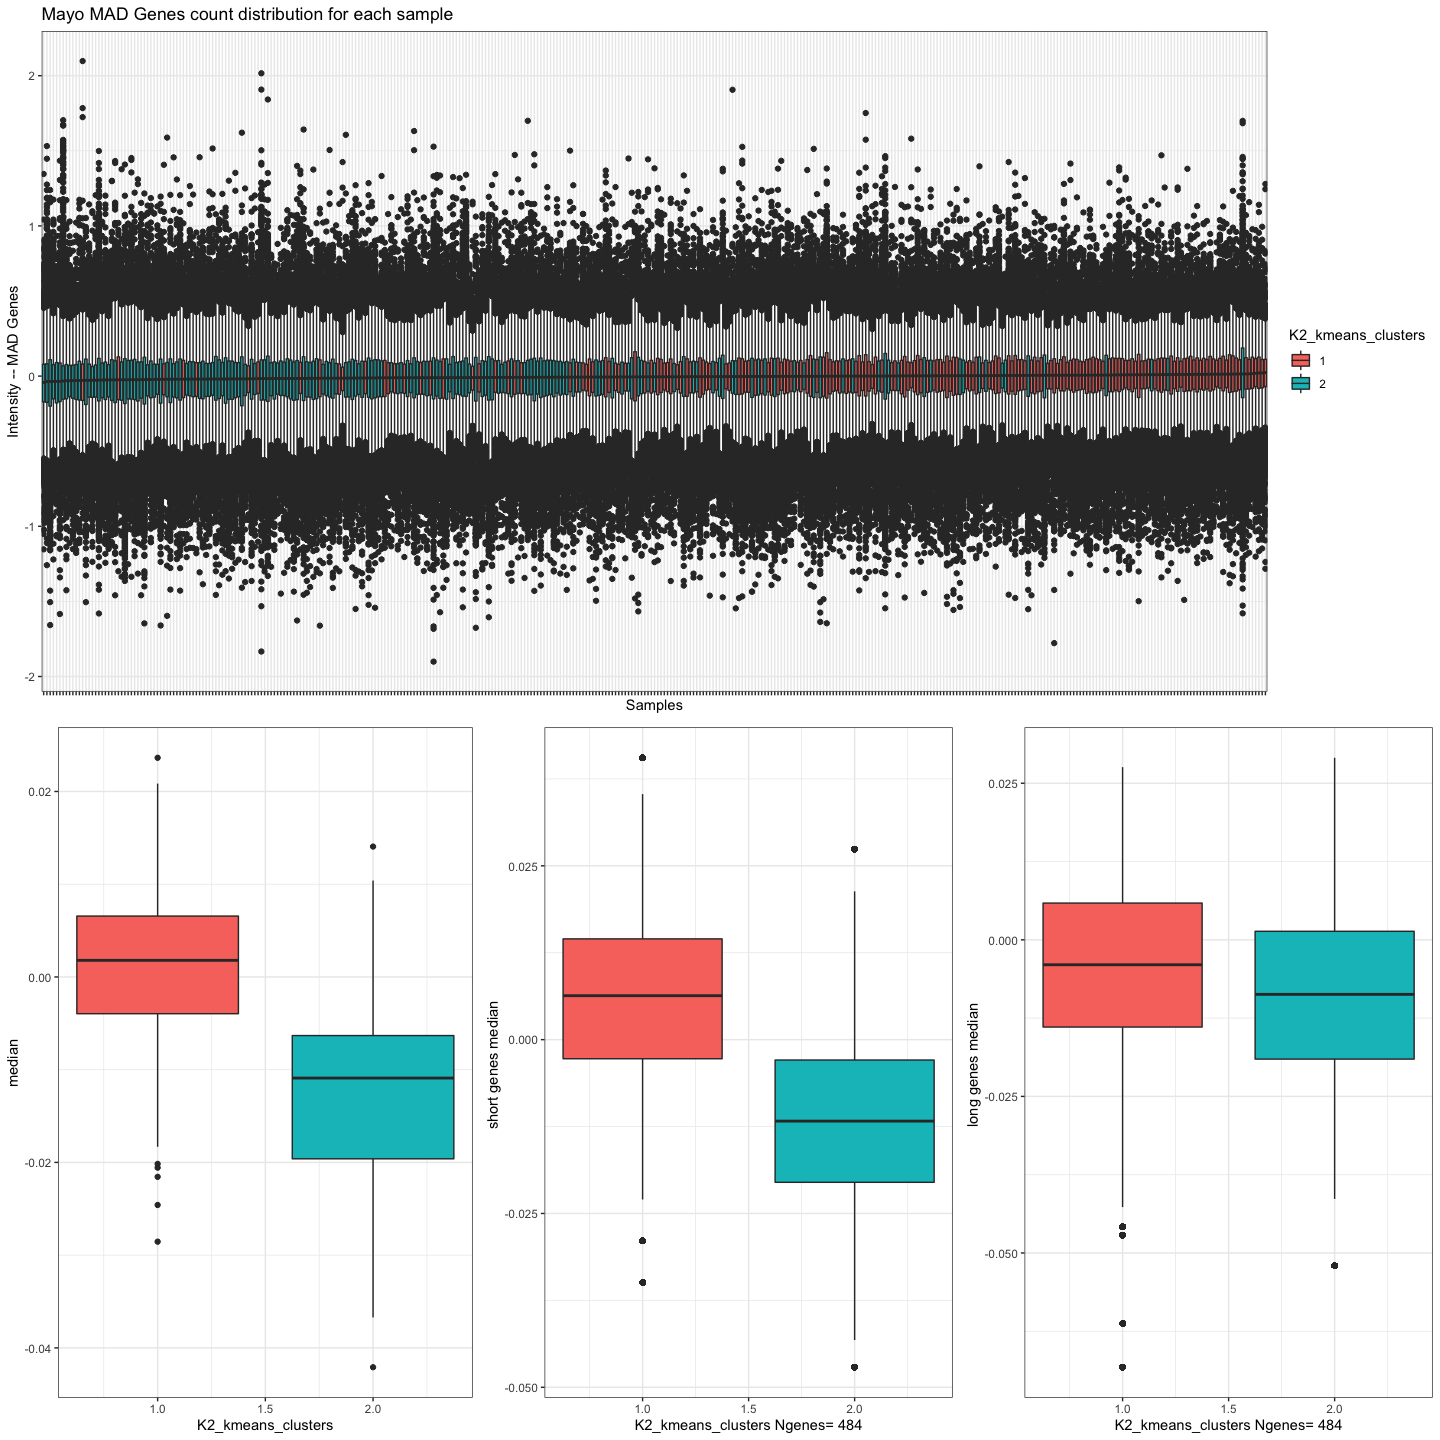 Mayo MAD Genes count distribution for each sample
Intensity -- MAD Genes
2
1
0
-1
-2
Samples
K2_kmeans_clusters
1
2
median
0.02
0.00
-0.02
-0.04
1.0 1.5 2.0
K2_kmeans_clusters
short genes median
0.025
0.000
-0.025
-0.050
1.0 1.5 2.0
K2_kmeans_clusters Ngenes= 484
long genes median
0.025
0.000
-0.025
-0.050
1.0 1.5 2.0
K2_kmeans_clusters Ngenes= 484